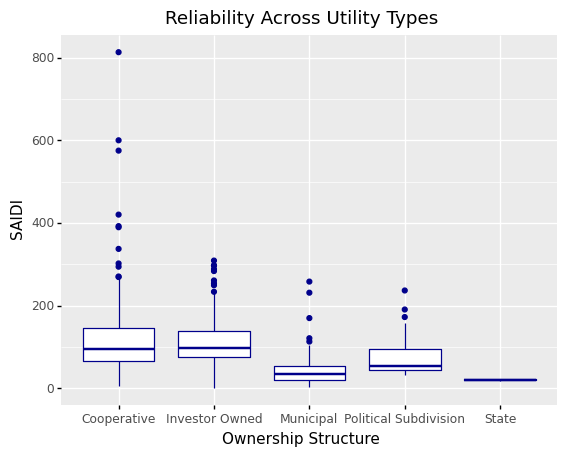 Reliability Across Utility Types
SAIDI
800
600
400
200
0
Cooperative Investor Owned Municipal Political Subdivision State
Ownership Structure